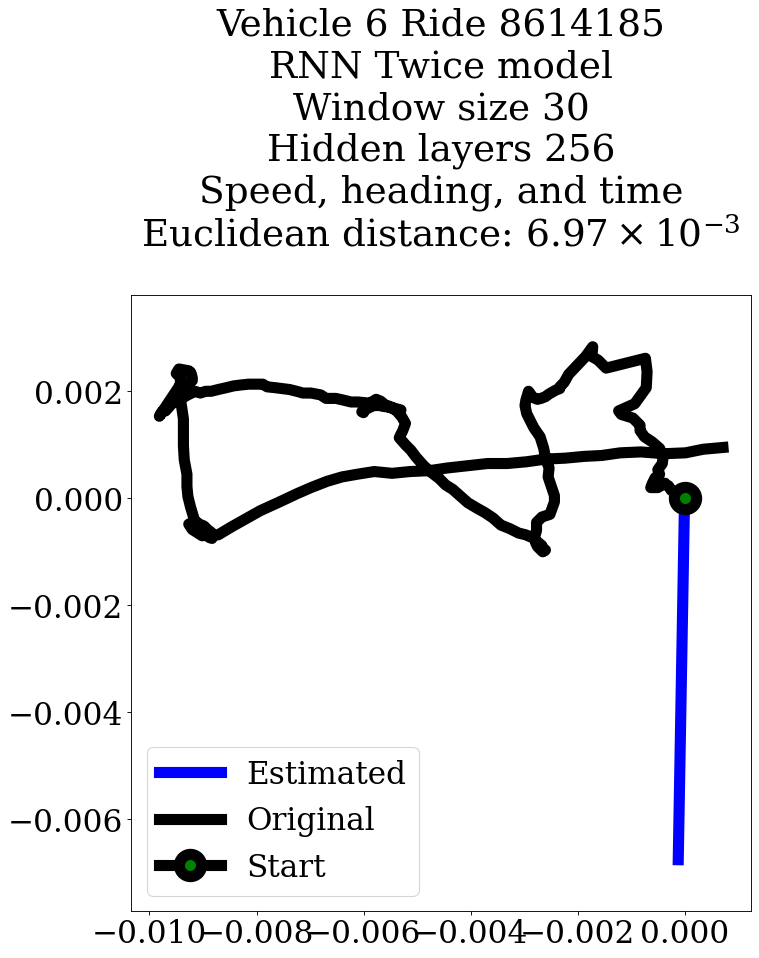 Vehicle 6 Ride 8614185
RNN Twice model
Window size 30
Hidden layers 256
Speed, heading, and time
Euclidean distance: 6.97 × 10⁻³
0.002
0.000
−0.002
−0.004
−0.006
Estimated
Original
Start
−0.010 −0.008 −0.006 −0.004 −0.002 0.000